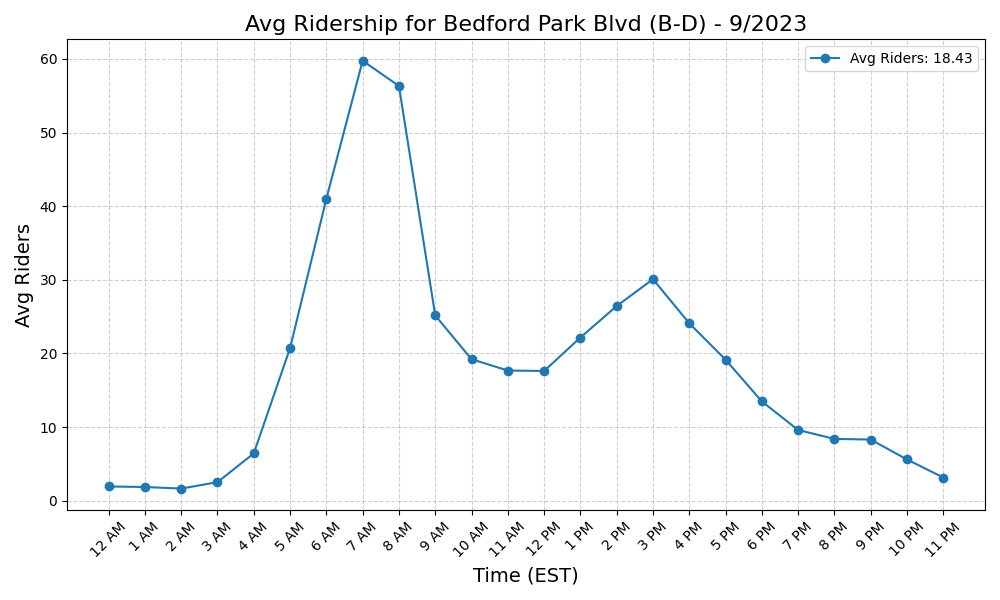 Avg Ridership for Bedford Park Blvd (B-D) - 9/2023
Avg Riders: 18.43
Avg Riders
60
50
40
30
20
10
0
12 AM
1 AM
2 AM
3 AM
4 AM
5 AM
6 AM
7 AM
8 AM
9 AM
10 AM
11 AM
12 PM
1 PM
2 PM
3 PM
4 PM
5 PM
6 PM
7 PM
8 PM
9 PM
10 PM
11 PM
Time (EST)